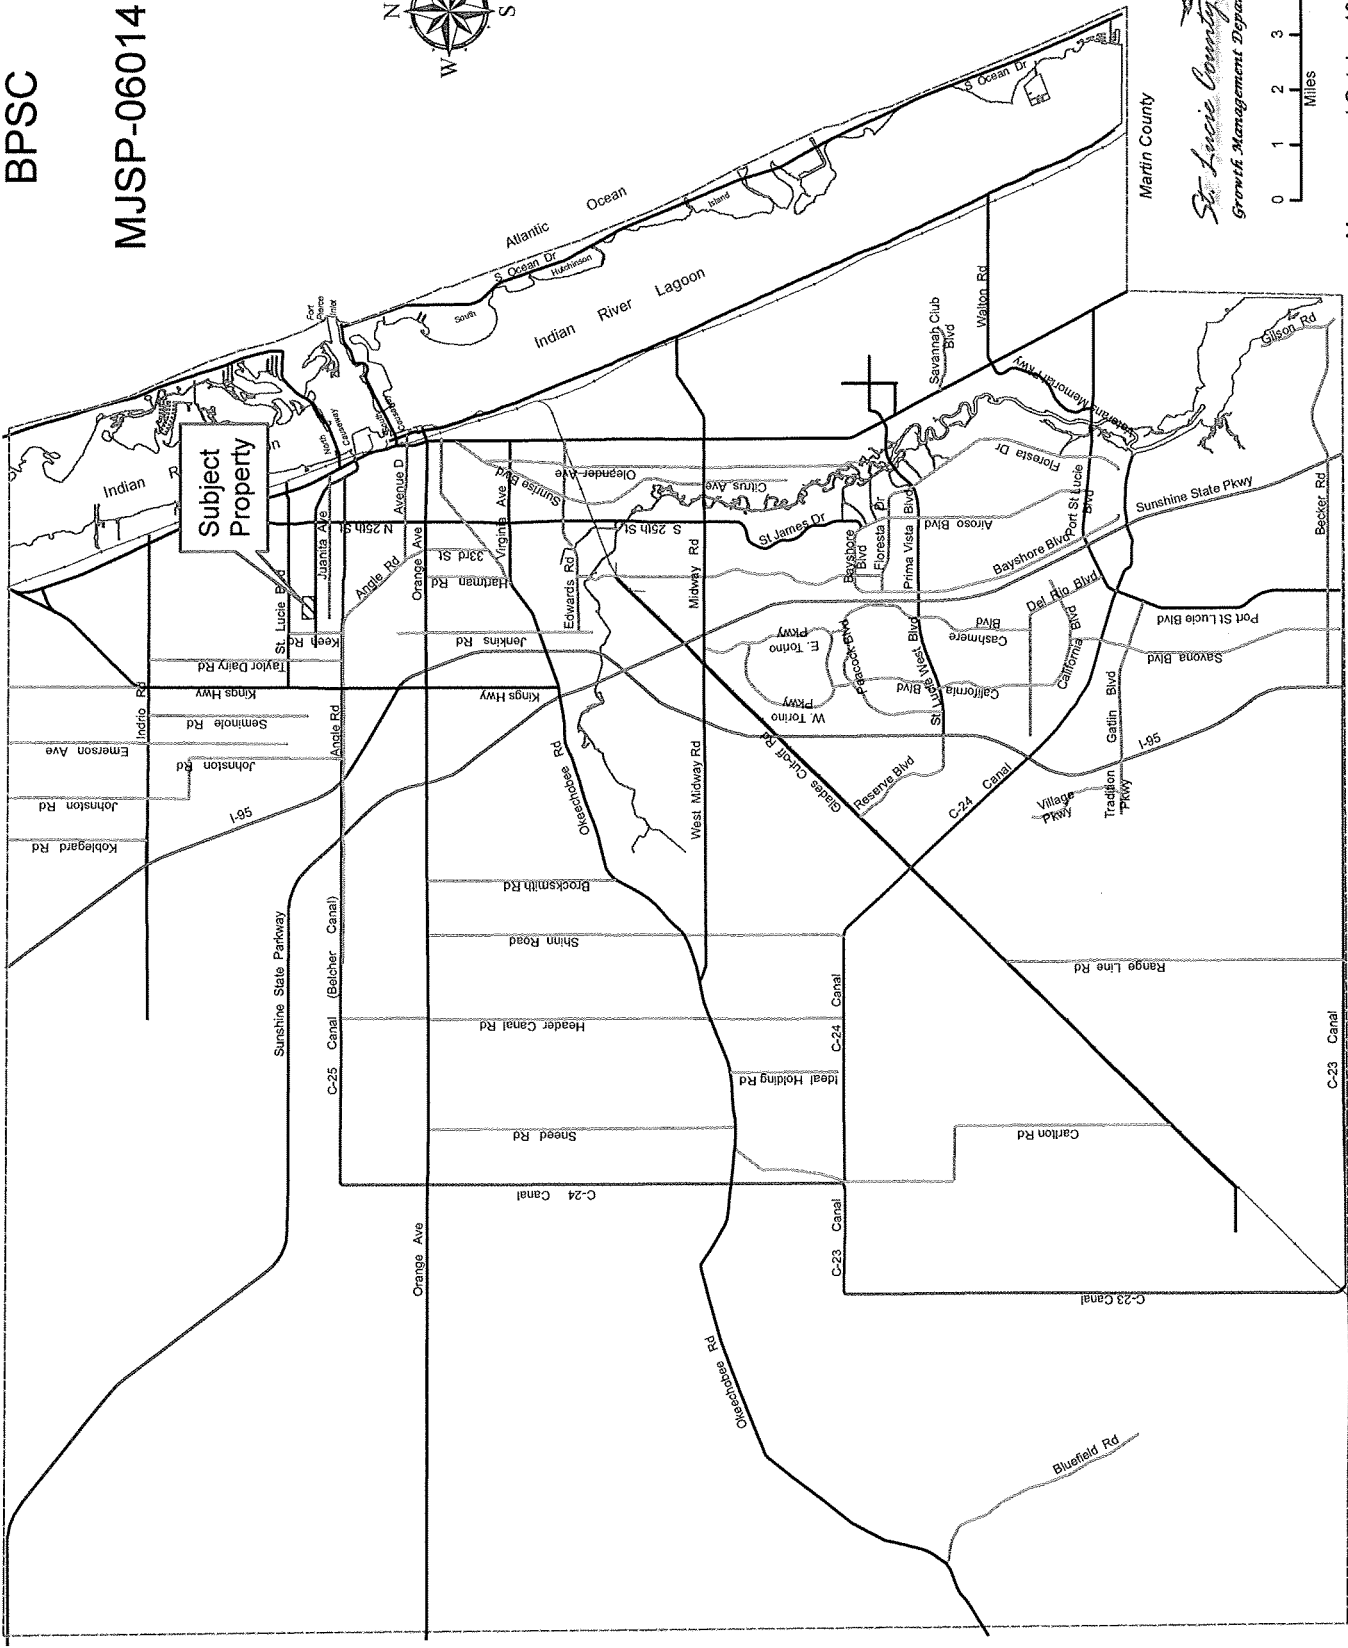 BPSC
MJSP-06014
N
S
W
Atlantic Ocean
Fort
Pierce
Inlet
S Ocean Dr
Hutchinson
Island
South
S Ocean Dr
Indian River Lagoon
Indian
Subject
Property
North
Causeway
South
Causeway
Martin County
St. Lucie County
Growth Management
0 1 2 3
Miles
Savannah Club
Blvd
Walton Rd
Veterans Memorial Pkwy
Gilson Rd
Becker Rd
Avenue D
Sunrise Blvd
Oleander Ave
Citrus Ave
Virginia Ave
N 25th St
S 25th St
St James Dr
Juanita Ave
Angle Rd
Orange Ave
33rd St
Hartman Rd
Edwards Rd
Midway Rd
Bayshore
Blvd
Floresta
Dr
Prima Vista Blvd
Airoso Blvd
Floresta Dr
Port St Lucie
Blvd
Bayshore Blvd
Sunshine State Pkwy
Del Rio Blvd
Port St Lucie Blvd
St Lucie Blvd
Keen Rd
Taylor Dairy Rd
Jenkins Rd
Kings Hwy
Kings Hwy
E. Torino
Pkwy
W. Torino
Pkwy
Peacock Blvd
St. Lucie West Blvd
Cashmere
Blvd
California Blvd
California Blvd
Savona Blvd
Indrio Rd
Seminole Rd
Emerson Ave
Johnston Rd
Johnston Rd
Koblegard Rd
I-95
Angle Rd
Okeechobee Rd
West Midway Rd
Glades Cut-off Rd
Reserve Blvd
C-24 Canal
Village
Pkwy
Tradition
Pkwy
Gatlin Blvd
I-95
Sunshine State Parkway
C-25 Canal (Belcher Canal)
Brocksmith Rd
Shinn Road
Header Canal Rd
Sneed Rd
Ideal Holding Rd
C-24 Canal
Range Line Rd
Carlton Rd
C-23 Canal
C-24 Canal
Orange Ave
C-23 Canal
C-23 Canal
Okeechobee Rd
Bluefield Rd